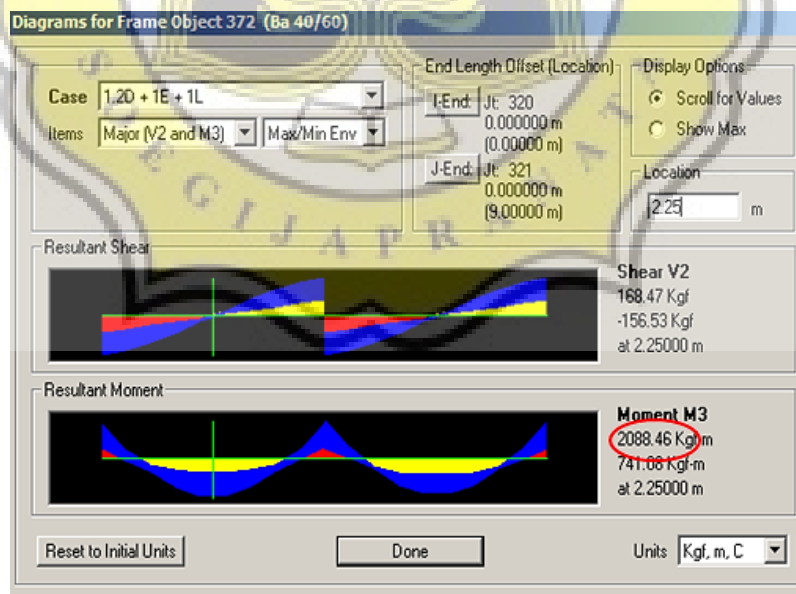 Diagrams for Frame Object 372 (Ba 40/60)
Case 1.2D + 1E + 1L
Items Major (V2 and M3) Max/Min Env
End Length Offset (Location)
I-End: Jt: 320
0.000000 m
(0.00000 m)
J-End: Jt: 321
0.000000 m
(9.00000 m)
Display Options
Scroll for Values
Show Max
Location
2.25 m
EGIJAPRANAT
Resultant Shear
Shear V2
168.47 Kgf
-156.53 Kgf
at 2.25000 m
Resultant Moment
Moment M3
2088.46 Kgf-m
741.08 Kgf-m
at 2.25000 m
Reset to Initial Units Done Units Kgf, m, C